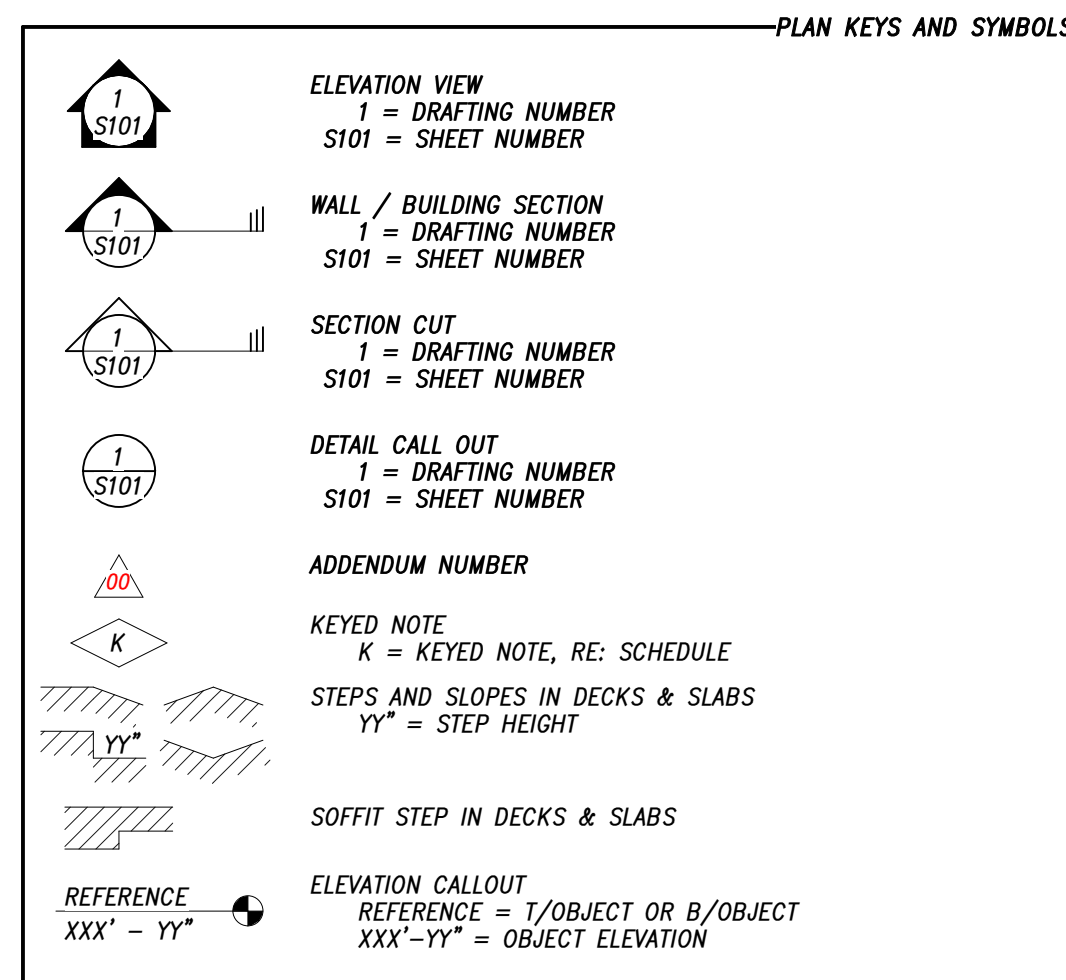 PLAN KEYS AND SYMBOLS
1
S101
ELEVATION VIEW
1 = DRAFTING NUMBER
S101 = SHEET NUMBER
1
S101
WALL / BUILDING SECTION
1 = DRAFTING NUMBER
S101 = SHEET NUMBER
1
S101
SECTION CUT
1 = DRAFTING NUMBER
S101 = SHEET NUMBER
1
S101
DETAIL CALL OUT
1 = DRAFTING NUMBER
S101 = SHEET NUMBER
00
ADDENDUM NUMBER
K
KEYED NOTE
K = KEYED NOTE, RE: SCHEDULE
YY"
STEPS AND SLOPES IN DECKS & SLABS
YY" = STEP HEIGHT
SOFFIT STEP IN DECKS & SLABS
REFERENCE
XXX' - YY"
ELEVATION CALLOUT
REFERENCE = T/OBJECT OR B/OBJECT
XXX'-YY" = OBJECT ELEVATION